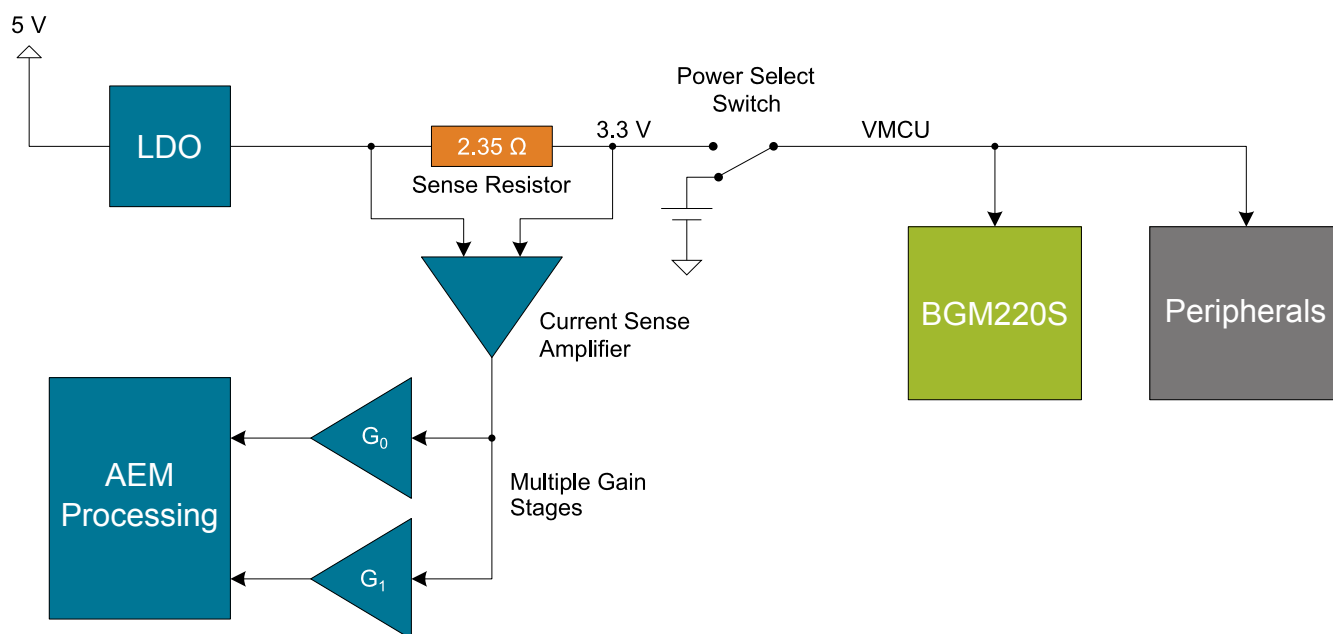 5 V
LDO
2.35 Ω
Sense Resistor
3.3 V
Power Select
Switch
VMCU
BGM220S
Peripherals
Current Sense
Amplifier
AEM
Processing
G₀
Multiple Gain
Stages
G₁